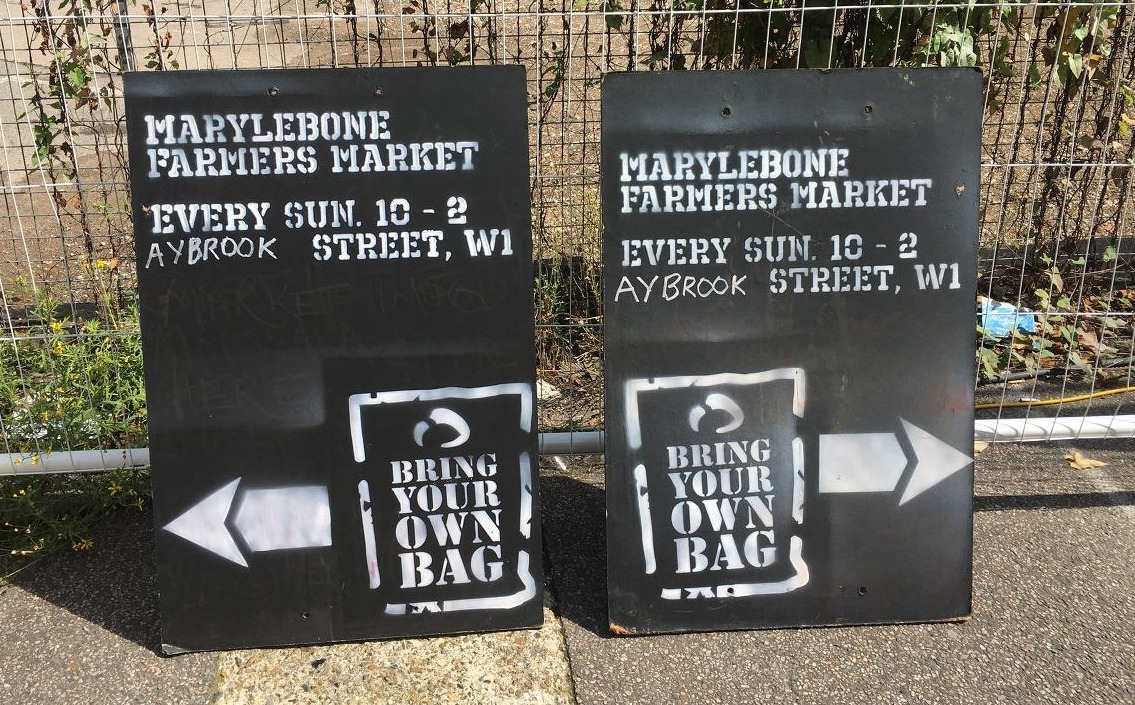 MARYLEBONE
FARMERS MARKET
EVERY SUN. 10 - 2
AYBROOK STREET, W1
BRING
YOUR
OWN
BAG
MARYLEBONE
FARMERS MARKET
EVERY SUN. 10 - 2
AYBROOK STREET, W1
BRING
YOUR
OWN
BAG